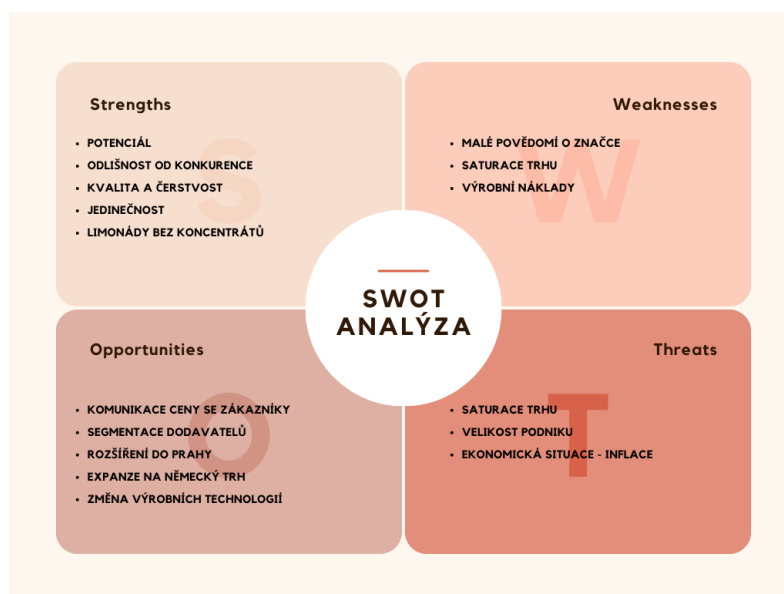 Strengths
• POTENCIÁL
• ODLIŠNOST OD KONKURENCE
• KVALITA A ČERSTVOST
• JEDINEČNOST
• LIMONÁDY BEZ KONCENTRÁTŮ
S
Weaknesses
• MALÉ POVĚDOMÍ O ZNAČCE
• SATURACE TRHU
• VÝROBNÍ NÁKLADY
W
SWOT
ANALÝZA
Opportunities
• KOMUNIKACE CENY SE ZÁKAZNÍKY
• SEGMENTACE DODAVATELŮ
• ROZŠÍŘENÍ DO PRAHY
• EXPANZE NA NĚMECKÝ TRH
• ZMĚNA VÝROBNÍCH TECHNOLOGIÍ
O
Threats
• SATURACE TRHU
• VELIKOST PODNIKU
• EKONOMICKÁ SITUACE - INFLACE
T